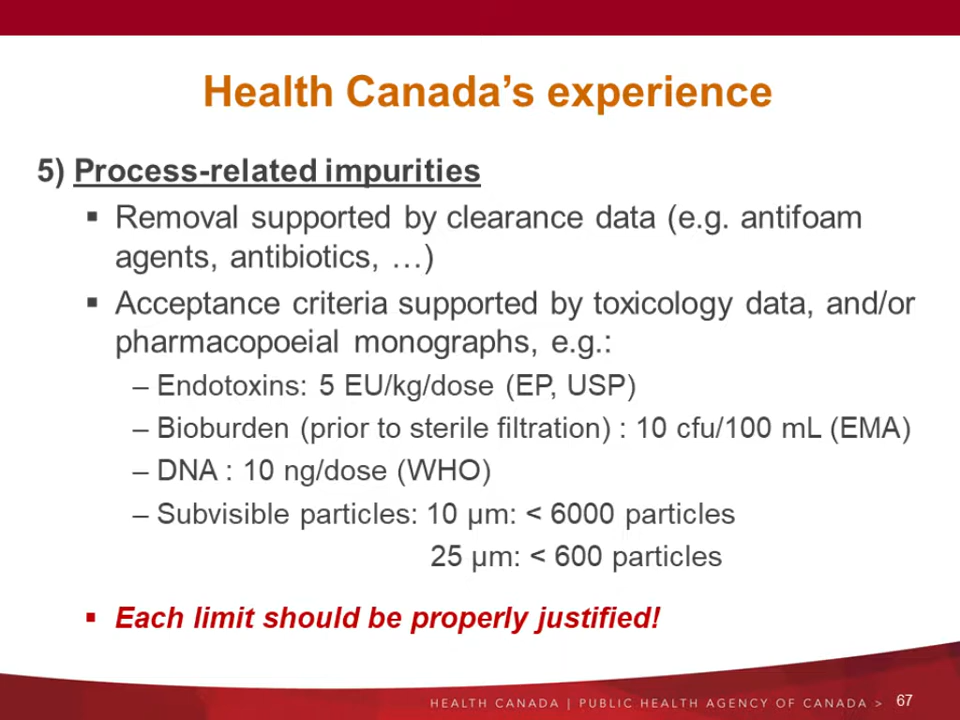 Health Canada’s experience
5) Process-related impurities
▪ Removal supported by clearance data (e.g. antifoam
agents, antibiotics, …)
▪ Acceptance criteria supported by toxicology data, and/or
pharmacopoeial monographs, e.g.:
– Endotoxins: 5 EU/kg/dose (EP, USP)
– Bioburden (prior to sterile filtration) : 10 cfu/100 mL (EMA)
– DNA : 10 ng/dose (WHO)
– Subvisible particles: 10 µm: < 6000 particles
25 µm: < 600 particles
▪ Each limit should be properly justified!
HEALTH CANADA | PUBLIC HEALTH AGENCY OF CANADA > 67